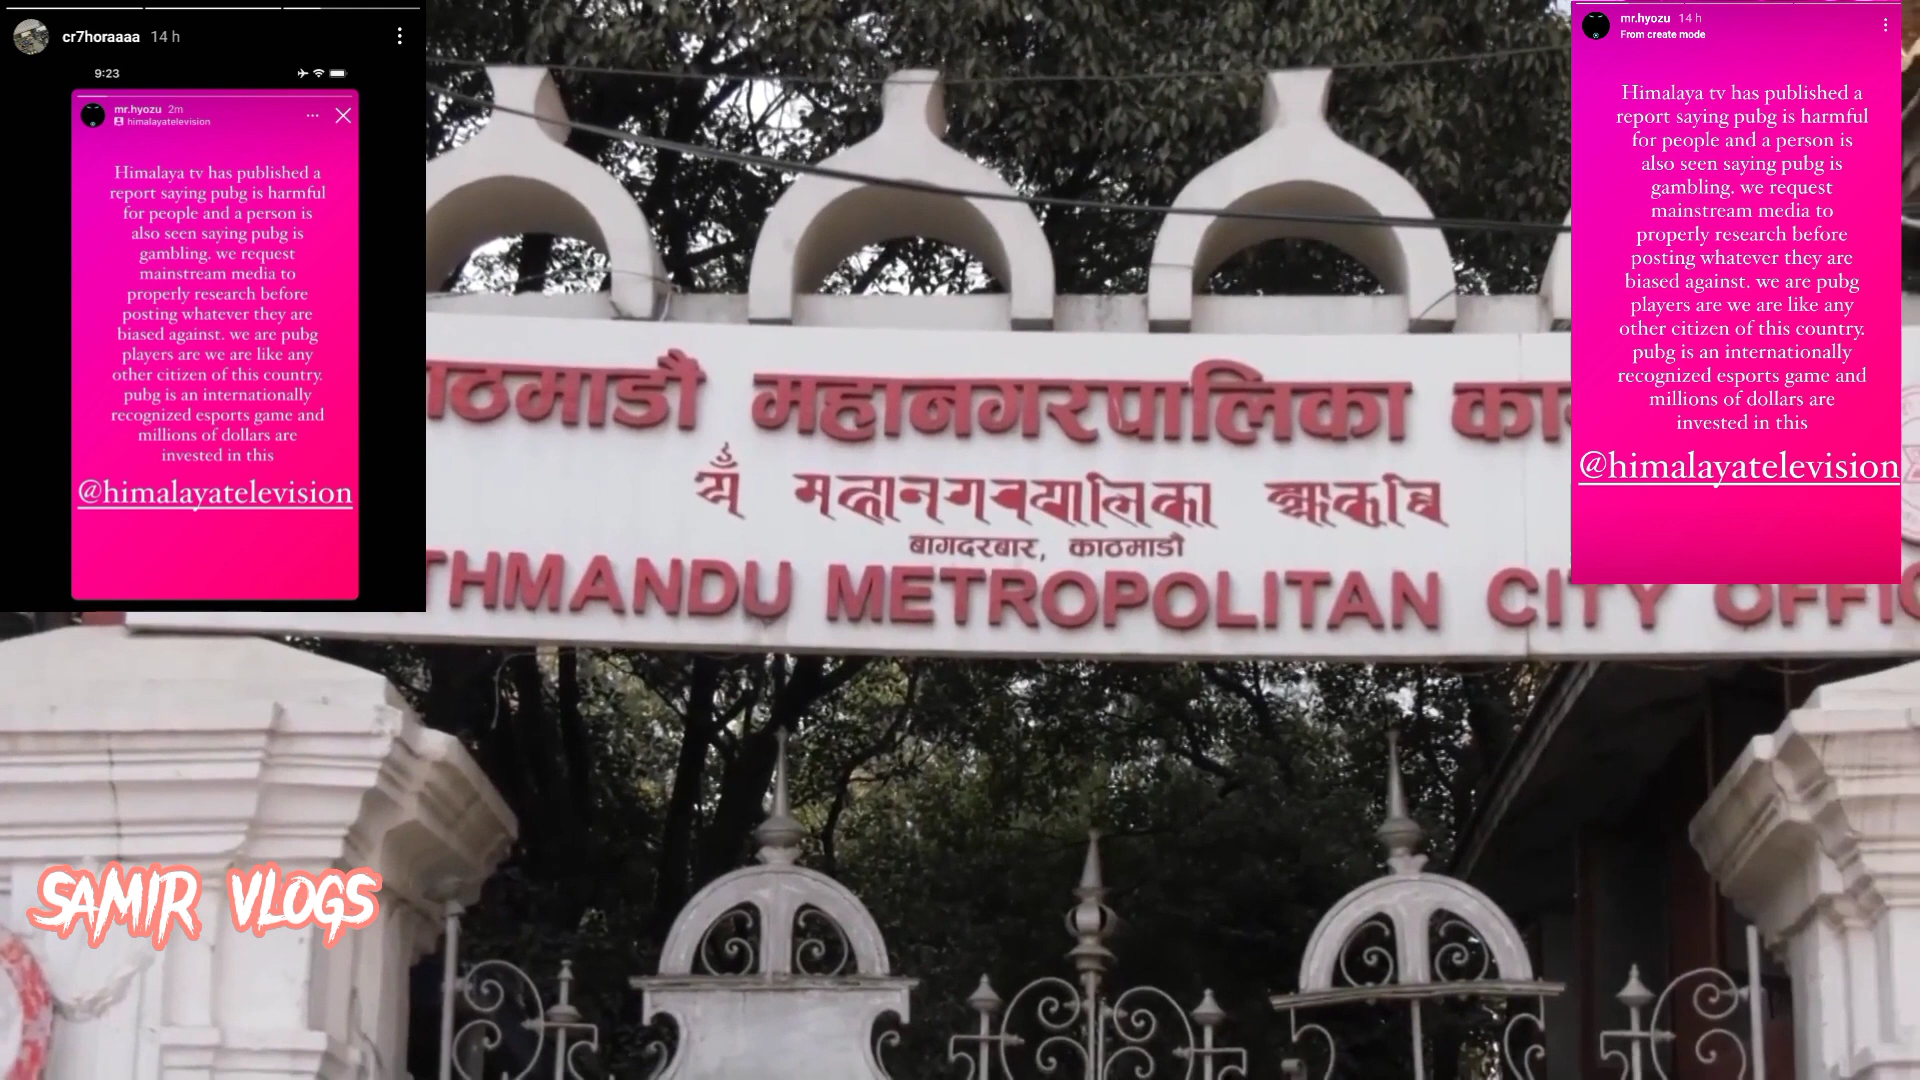 cr7horaaaa 14 h
9:23
mr.hyozu 2m
himalayatelevision
Himalaya tv has published a
report saying pubg is harmful
for people and a person is
also seen saying pubg is
gambling. we request
mainstream media to
properly research before
posting whatever they are
biased against. we are pubg
players are we are like any
other citizen of this country.
pubg is an internationally
recognized esports game and
millions of dollars are
invested in this
@himalayatelevision
mr.hyozu 14 h
From create mode
Himalaya tv has published a
report saying pubg is harmful
for people and a person is
also seen saying pubg is
gambling. we request
mainstream media to
properly research before
posting whatever they are
biased against. we are pubg
players are we are like any
other citizen of this country.
pubg is an internationally
recognized esports game and
millions of dollars are
invested in this
@himalayatelevision
ठमाडौं महानगरपालिका का
बागदरबार, काठमाडौं
THMANDU METROPOLITAN CITY OFFIC
SAMIR VLOGS